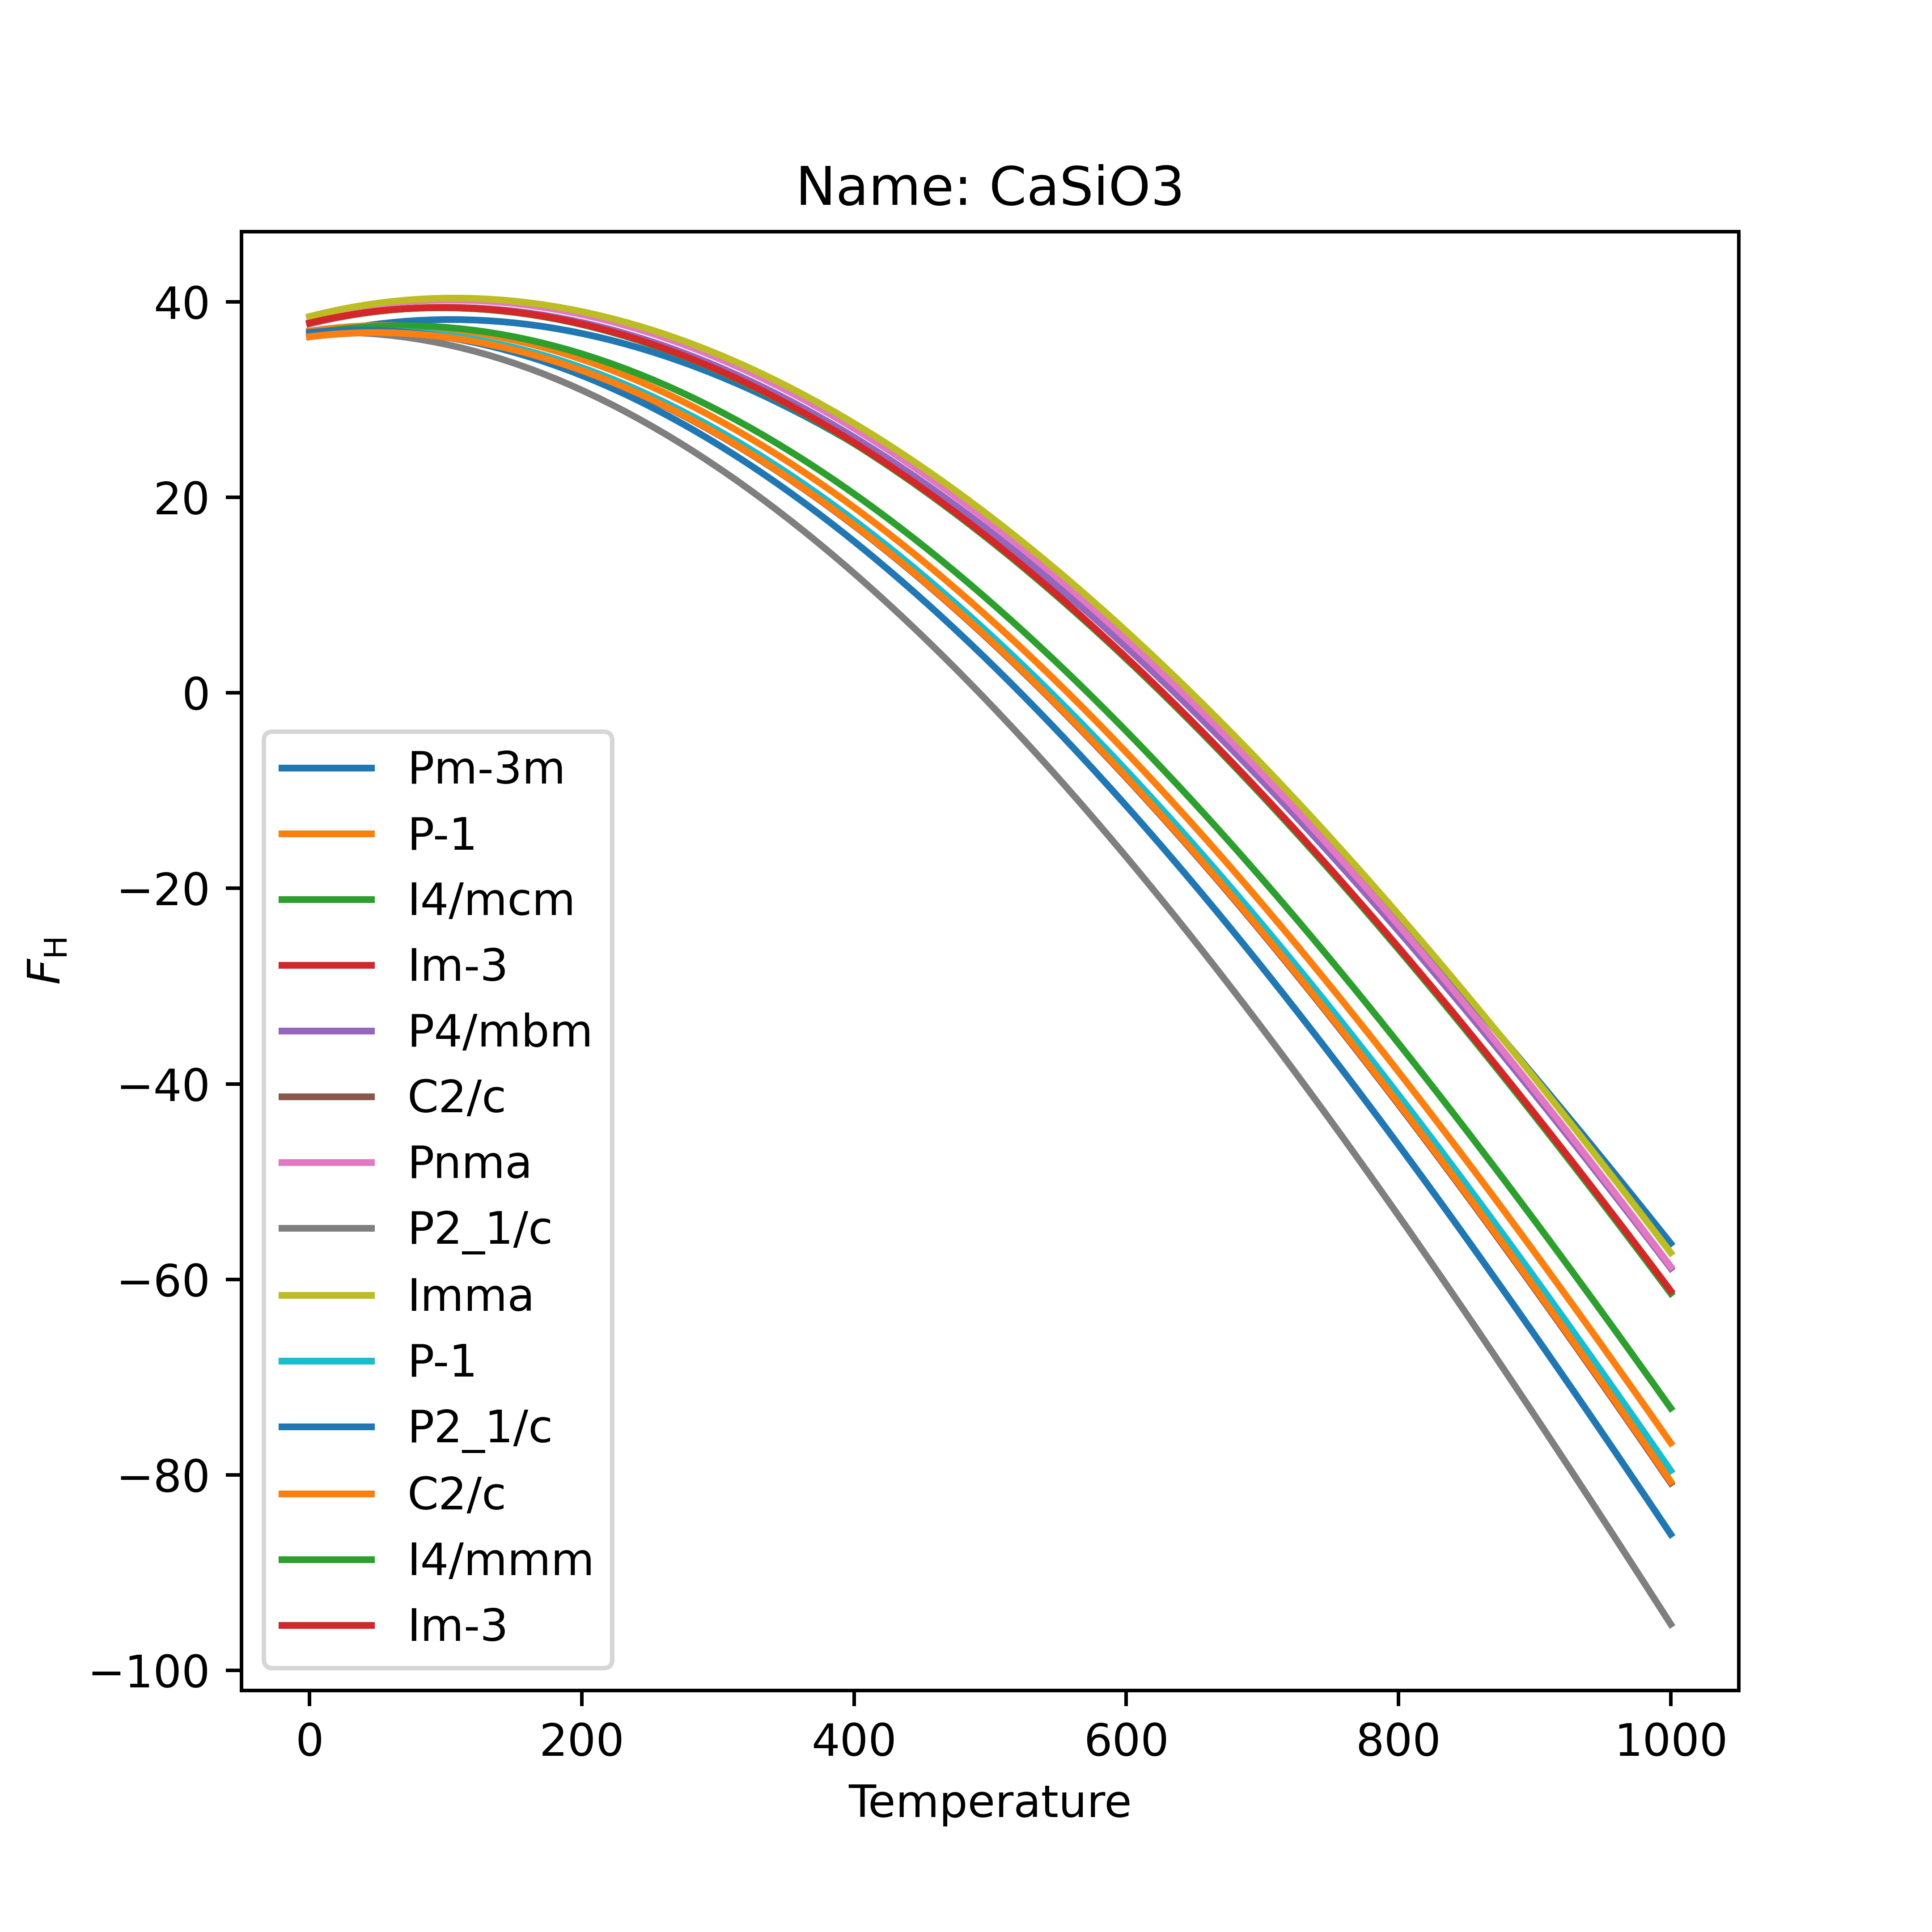 Name: CaSiO3
40
20
0
−20
−40
−60
−80
−100
F_H
Pm-3m
P-1
I4/mcm
Im-3
P4/mbm
C2/c
Pnma
P2_1/c
Imma
P-1
P2_1/c
C2/c
I4/mmm
Im-3
0 200 400 600 800 1000
Temperature